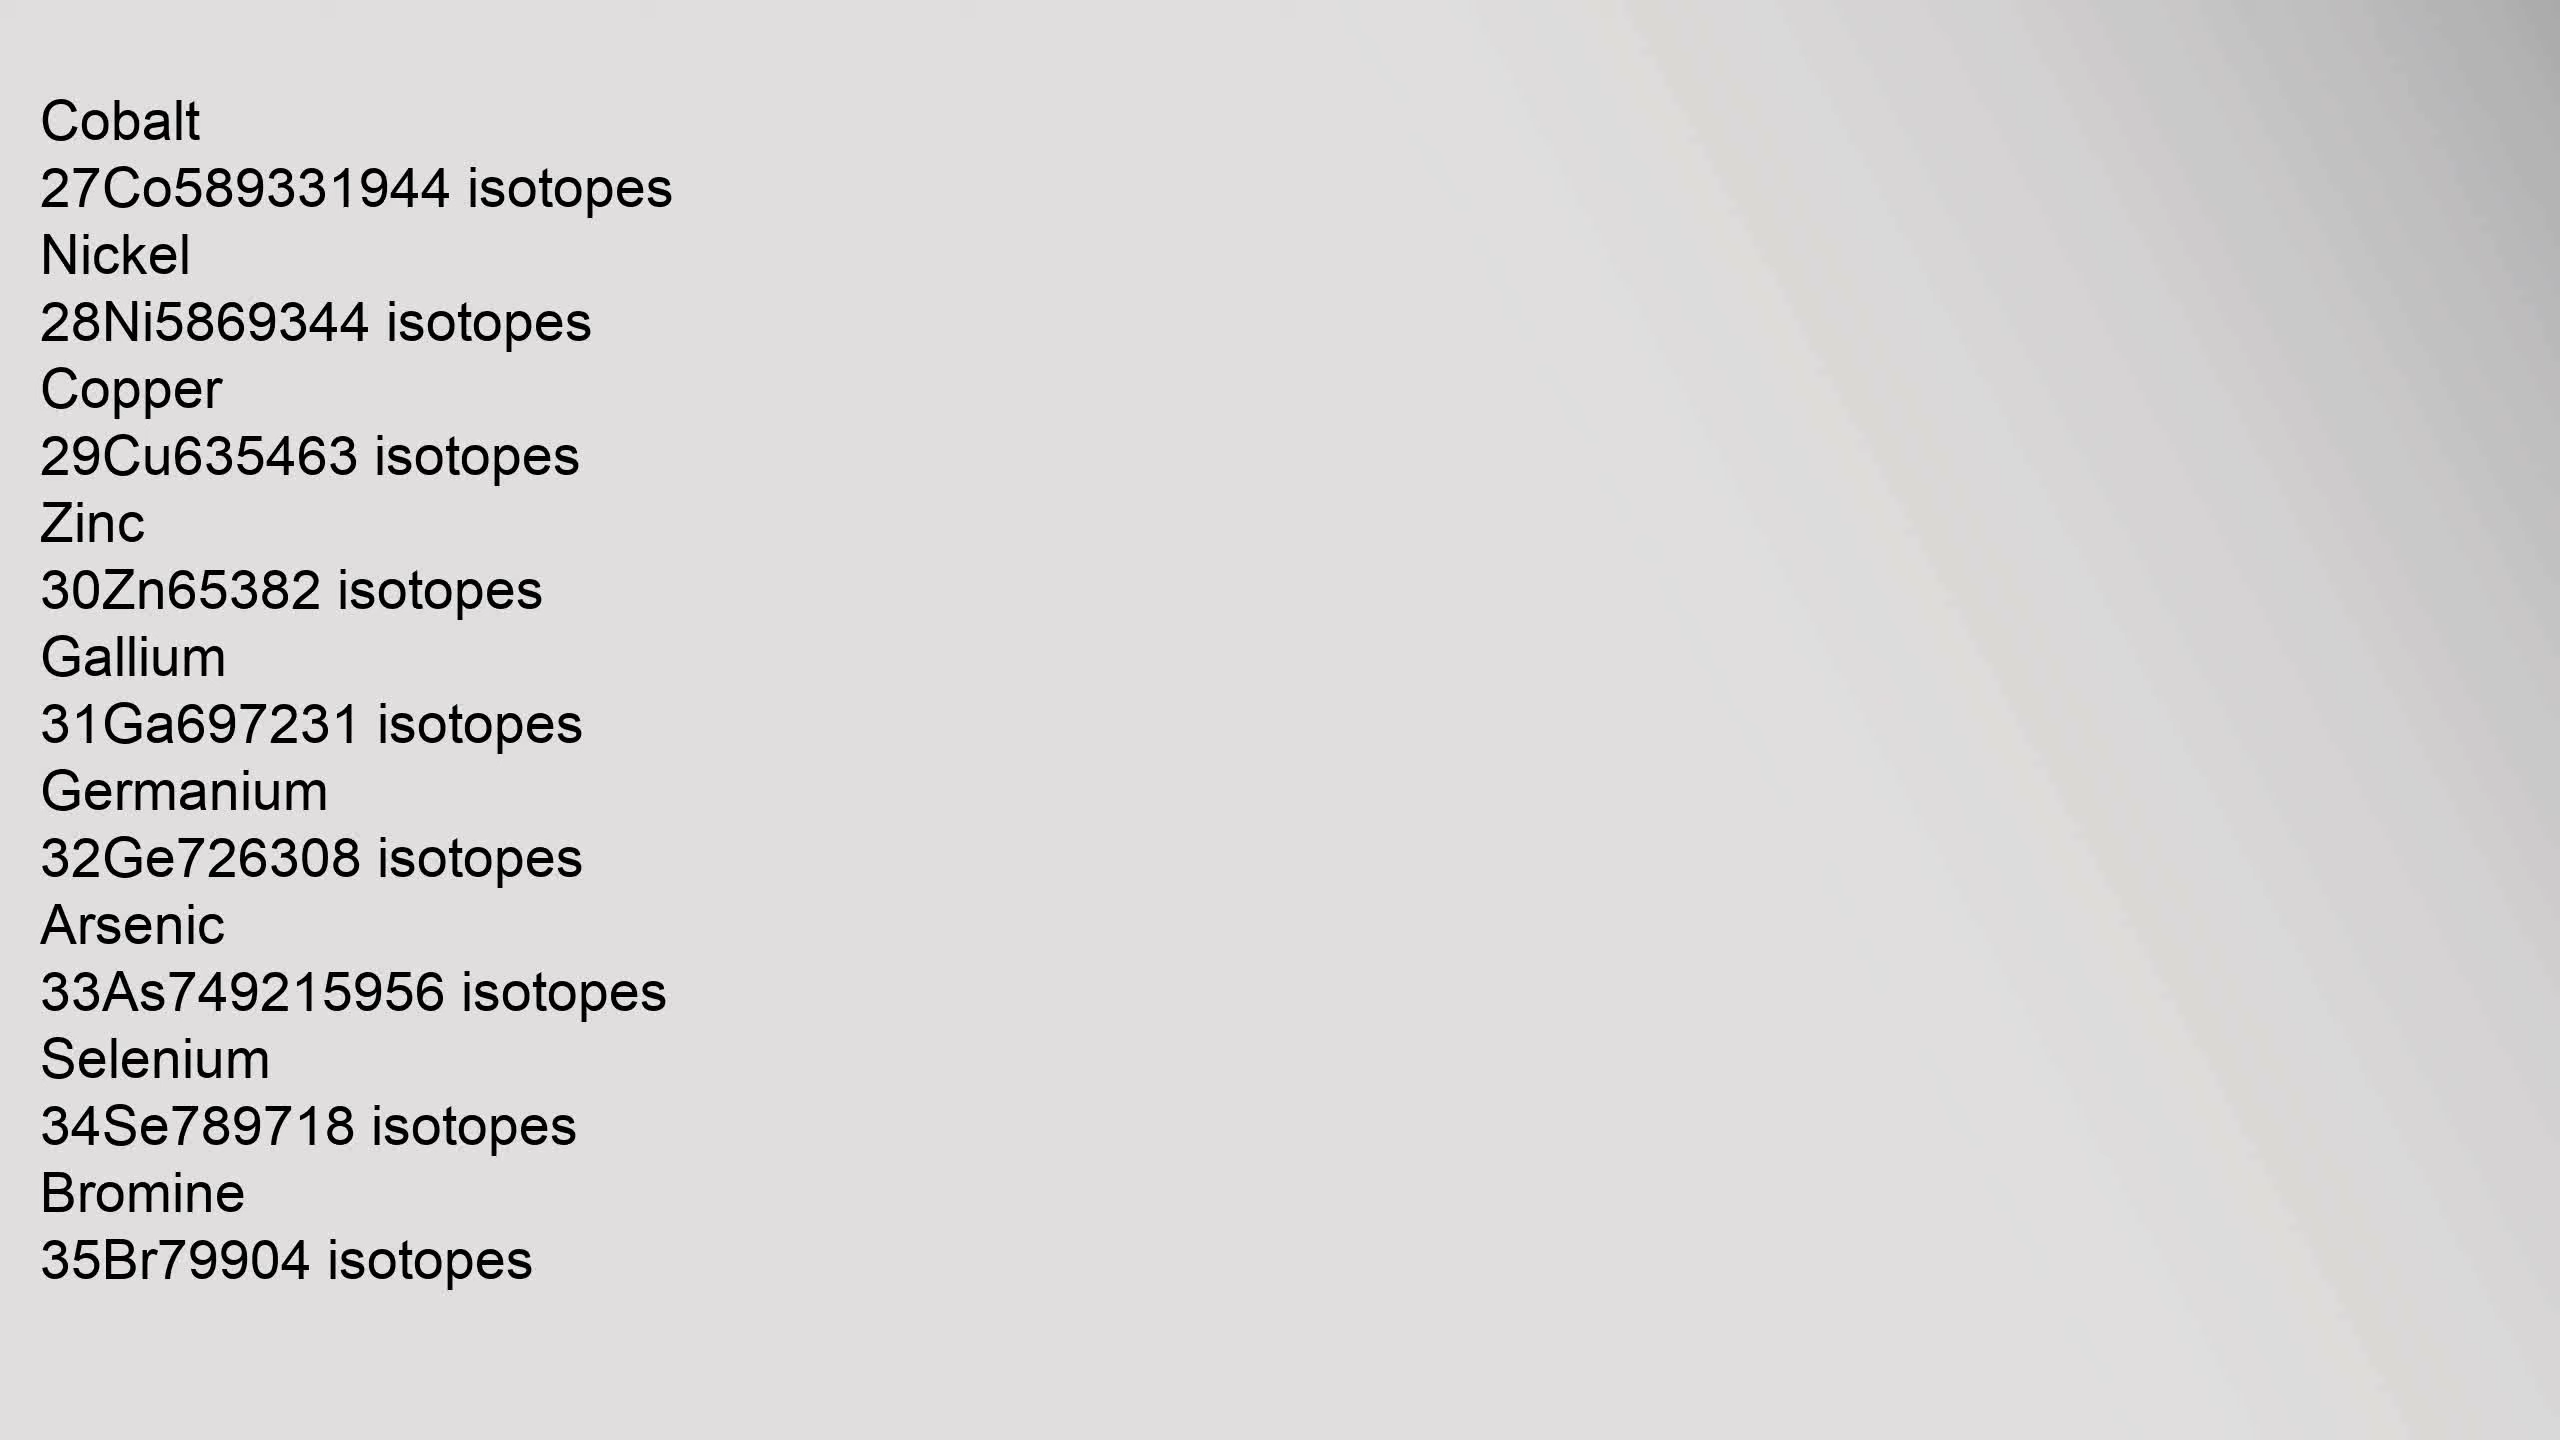 Cobalt
27Co589331944 isotopes
Nickel
28Ni5869344 isotopes
Copper
29Cu635463 isotopes
Zinc
30Zn65382 isotopes
Gallium
31Ga697231 isotopes
Germanium
32Ge726308 isotopes
Arsenic
33As749215956 isotopes
Selenium
34Se789718 isotopes
Bromine
35Br79904 isotopes